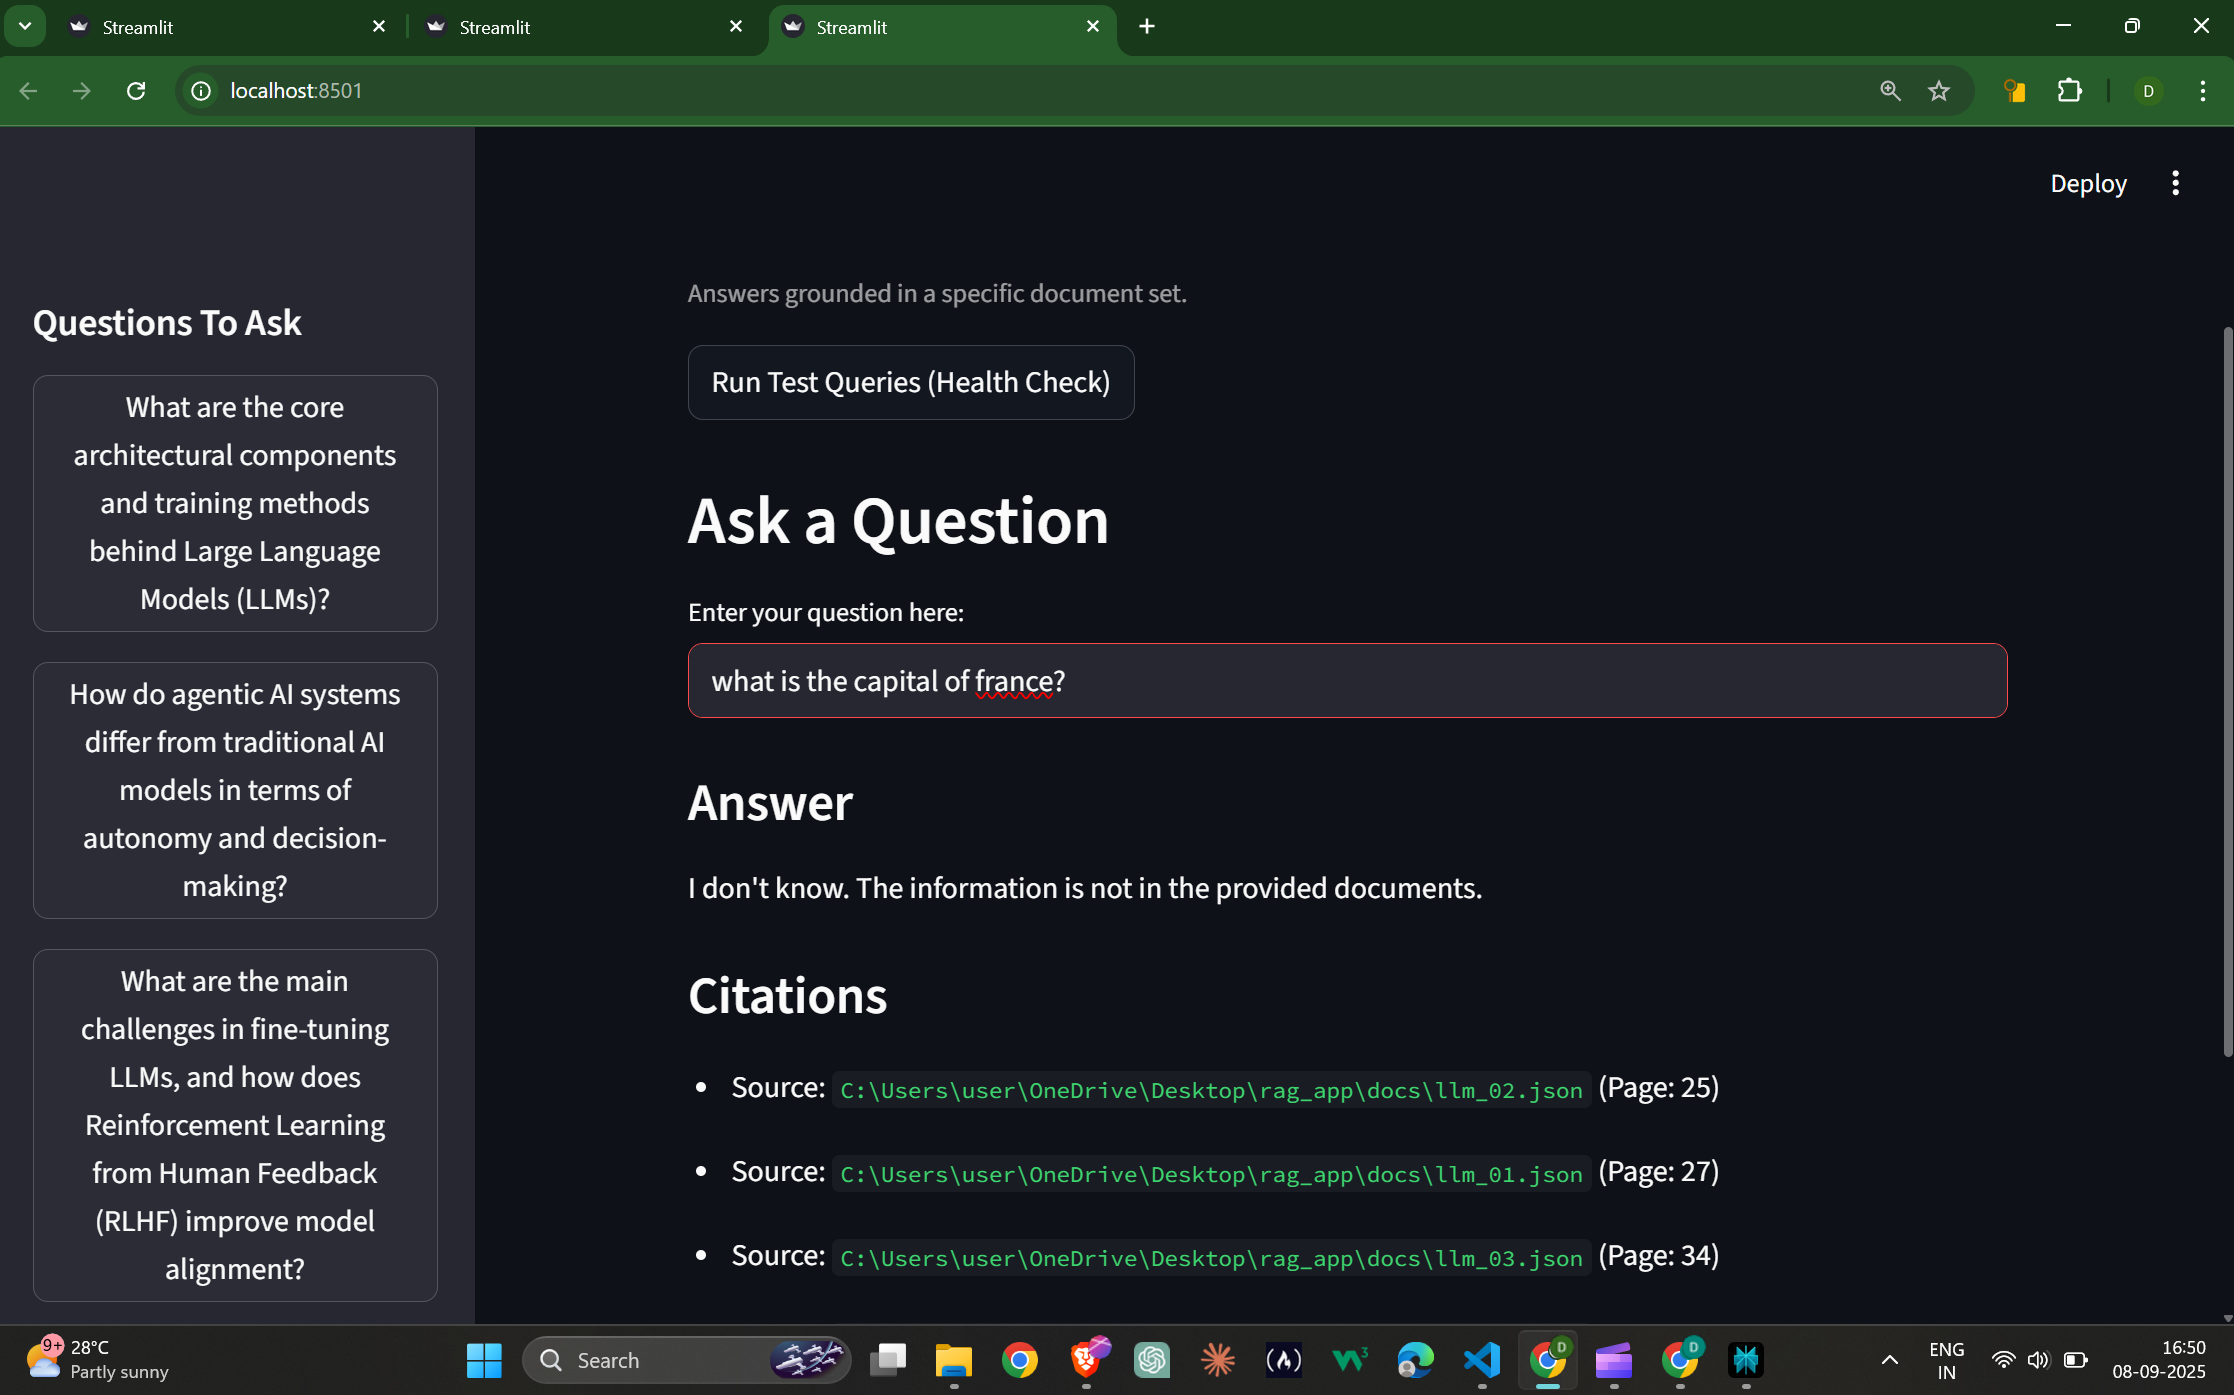 Streamlit
Streamlit
Streamlit
localhost:8501
D
Deploy
Questions To Ask
What are the core
architectural components
and training methods
behind Large Language
Models (LLMs)?
How do agentic AI systems
differ from traditional AI
models in terms of
autonomy and decision-
making?
What are the main
challenges in fine-tuning
LLMs, and how does
Reinforcement Learning
from Human Feedback
(RLHF) improve model
alignment?
Answers grounded in a specific document set.
Run Test Queries (Health Check)
Ask a Question
Enter your question here:
what is the capital of france?
Answer
I don't know. The information is not in the provided documents.
Citations
Source: C:\Users\user\OneDrive\Desktop\rag_app\docs\llm_02.json (Page: 25)
Source: C:\Users\user\OneDrive\Desktop\rag_app\docs\llm_01.json (Page: 27)
Source: C:\Users\user\OneDrive\Desktop\rag_app\docs\llm_03.json (Page: 34)
9+
28°C
Partly sunny
Search
W3
D
D
ENG
IN
16:50
08-09-2025